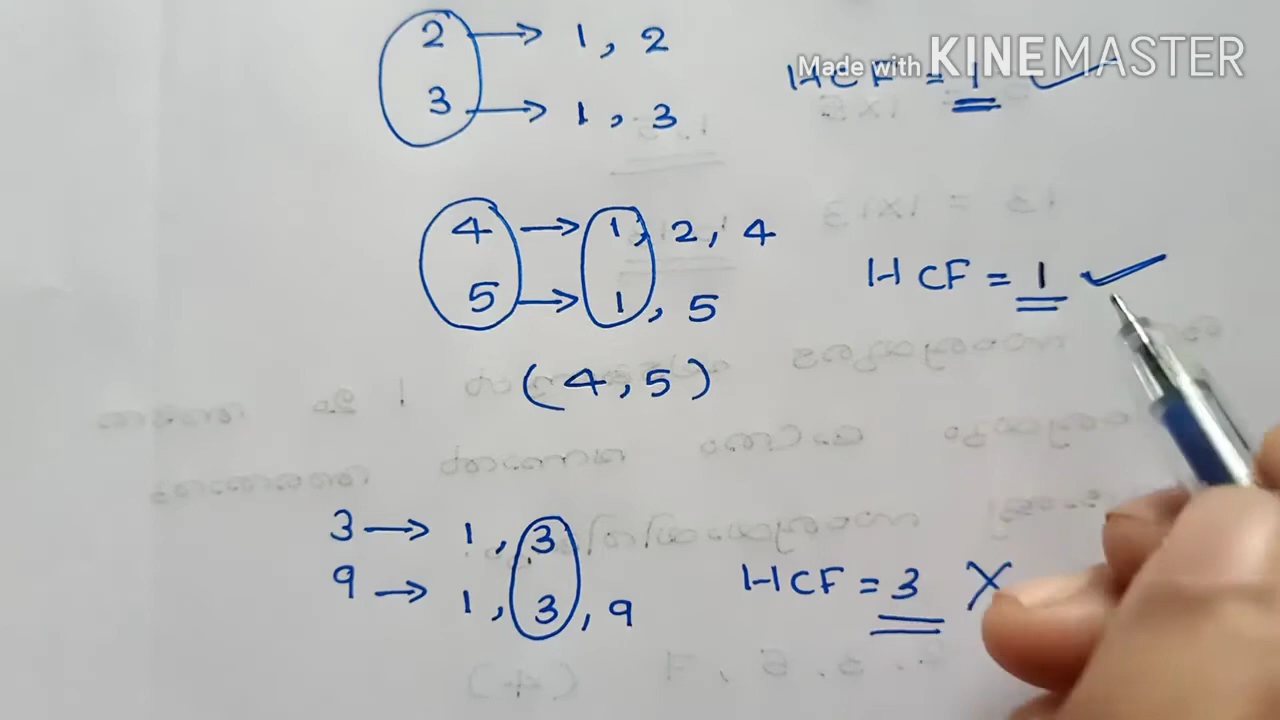 2 → 1, 2
3 → 1, 3
HCF = 1 ✓
Made with KINEMASTER
4 → 1, 2, 4
5 → 1, 5
HCF = 1 ✓
(4, 5)
3 → 1, 3
9 → 1, 3, 9
HCF = 3 X